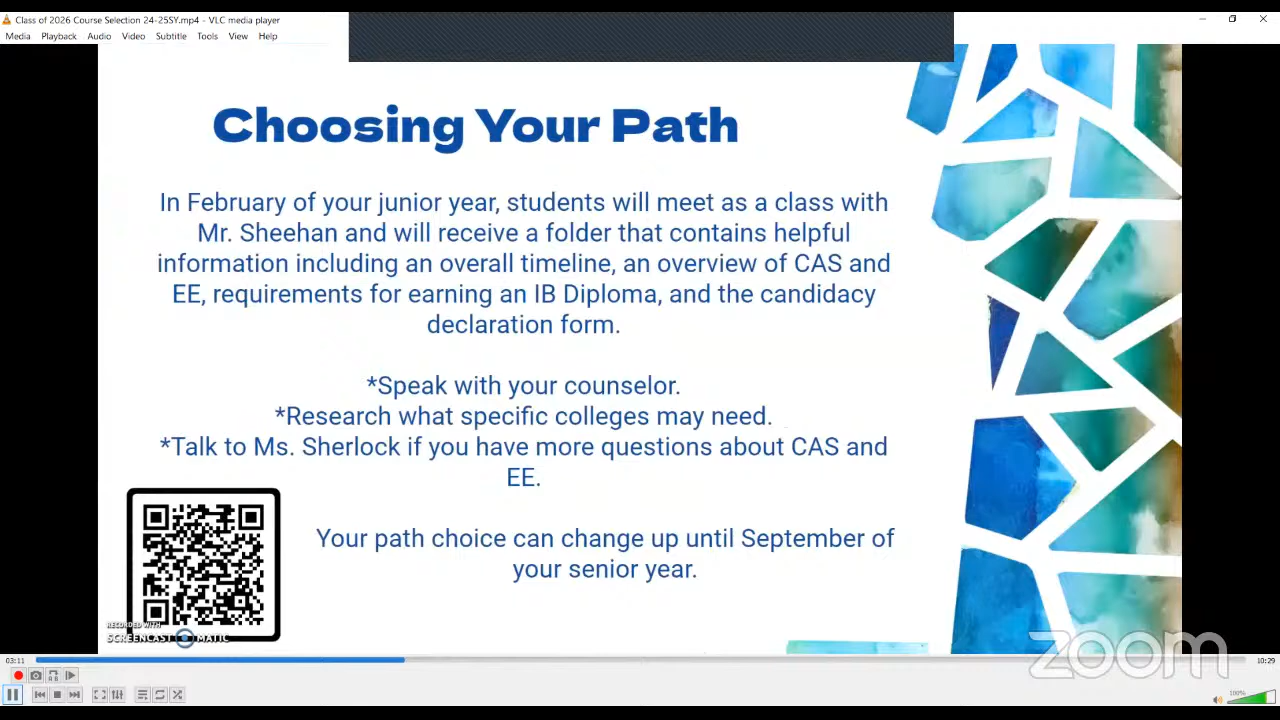 Class of 2026 Course Selection 24-25SY.mp4 - VLC media player
Media Playback Audio Video Subtitle Tools View Help
Choosing Your Path
In February of your junior year, students will meet as a class with
Mr. Sheehan and will receive a folder that contains helpful
information including an overall timeline, an overview of CAS and
EE, requirements for earning an IB Diploma, and the candidacy
declaration form.
*Speak with your counselor.
*Research what specific colleges may need.
*Talk to Ms. Sherlock if you have more questions about CAS and
EE.
Your path choice can change up until September of
your senior year.
RECORDED WITH
SCREENCAST MATIC
zoom
03:11
10:29
100%